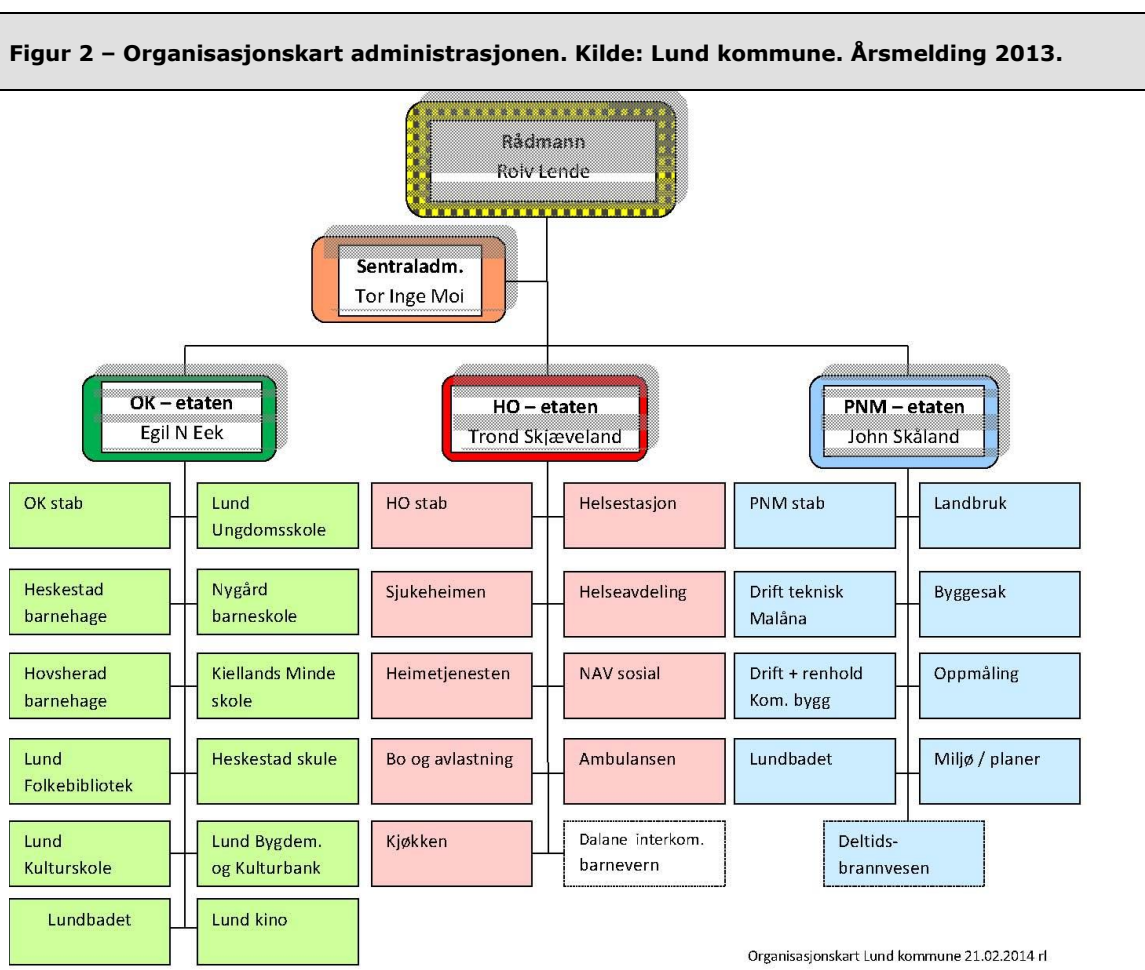 Figur 2 – Organisasjonskart administrasjonen. Kilde: Lund kommune. Årsmelding 2013.
Rådmann
Rolv Lende
Sentraladm.
Tor Inge Moi
OK – etaten
Egil N Eek
HO – etaten
Trond Skjæveland
PNM – etaten
John Skåland
OK stab
Lund
Ungdomsskole
HO stab
Helsestasjon
PNM stab
Landbruk
Heskestad
barnehage
Nygård
barneskole
Sjukeheimen
Helseavdeling
Drift teknisk
Malåna
Byggesak
Hovsherad
barnehage
Kiellands Minde
skole
Heimetjenesten
NAV sosial
Drift + renhold
Kom. bygg
Oppmåling
Lund
Folkebibliotek
Heskestad skule
Bo og avlastning
Ambulansen
Lundbadet
Miljø / planer
Lund
Kulturskole
Lund Bygdem.
og Kulturbank
Kjøkken
Dalane interkom.
barnevern
Deltids-
brannvesen
Lundbadet
Lund kino
Organisasjonskart Lund kommune 21.02.2014 rl